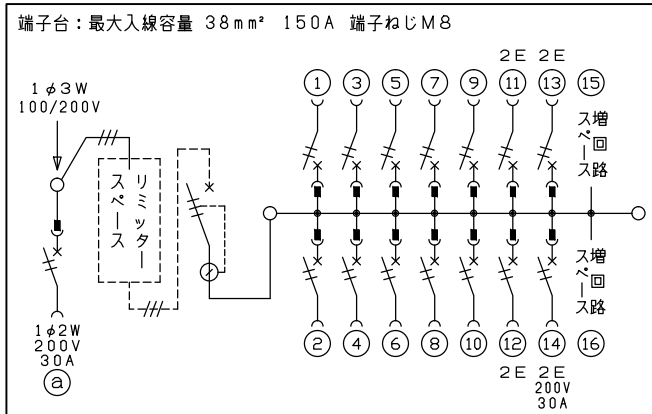 端子台：最大入線容量 38mm² 150A 端子ねじM8
2E 2E
① ③ ⑤ ⑦ ⑨ ⑪ ⑬ ⑮
1φ3W
100/200V
増回路
スペース
リミッター
スペース
増回路
スペース
1φ2W
200V
30A
ⓐ
② ④ ⑥ ⑧ ⑩ ⑫ ⑭ ⑯
2E 2E
200V
30A